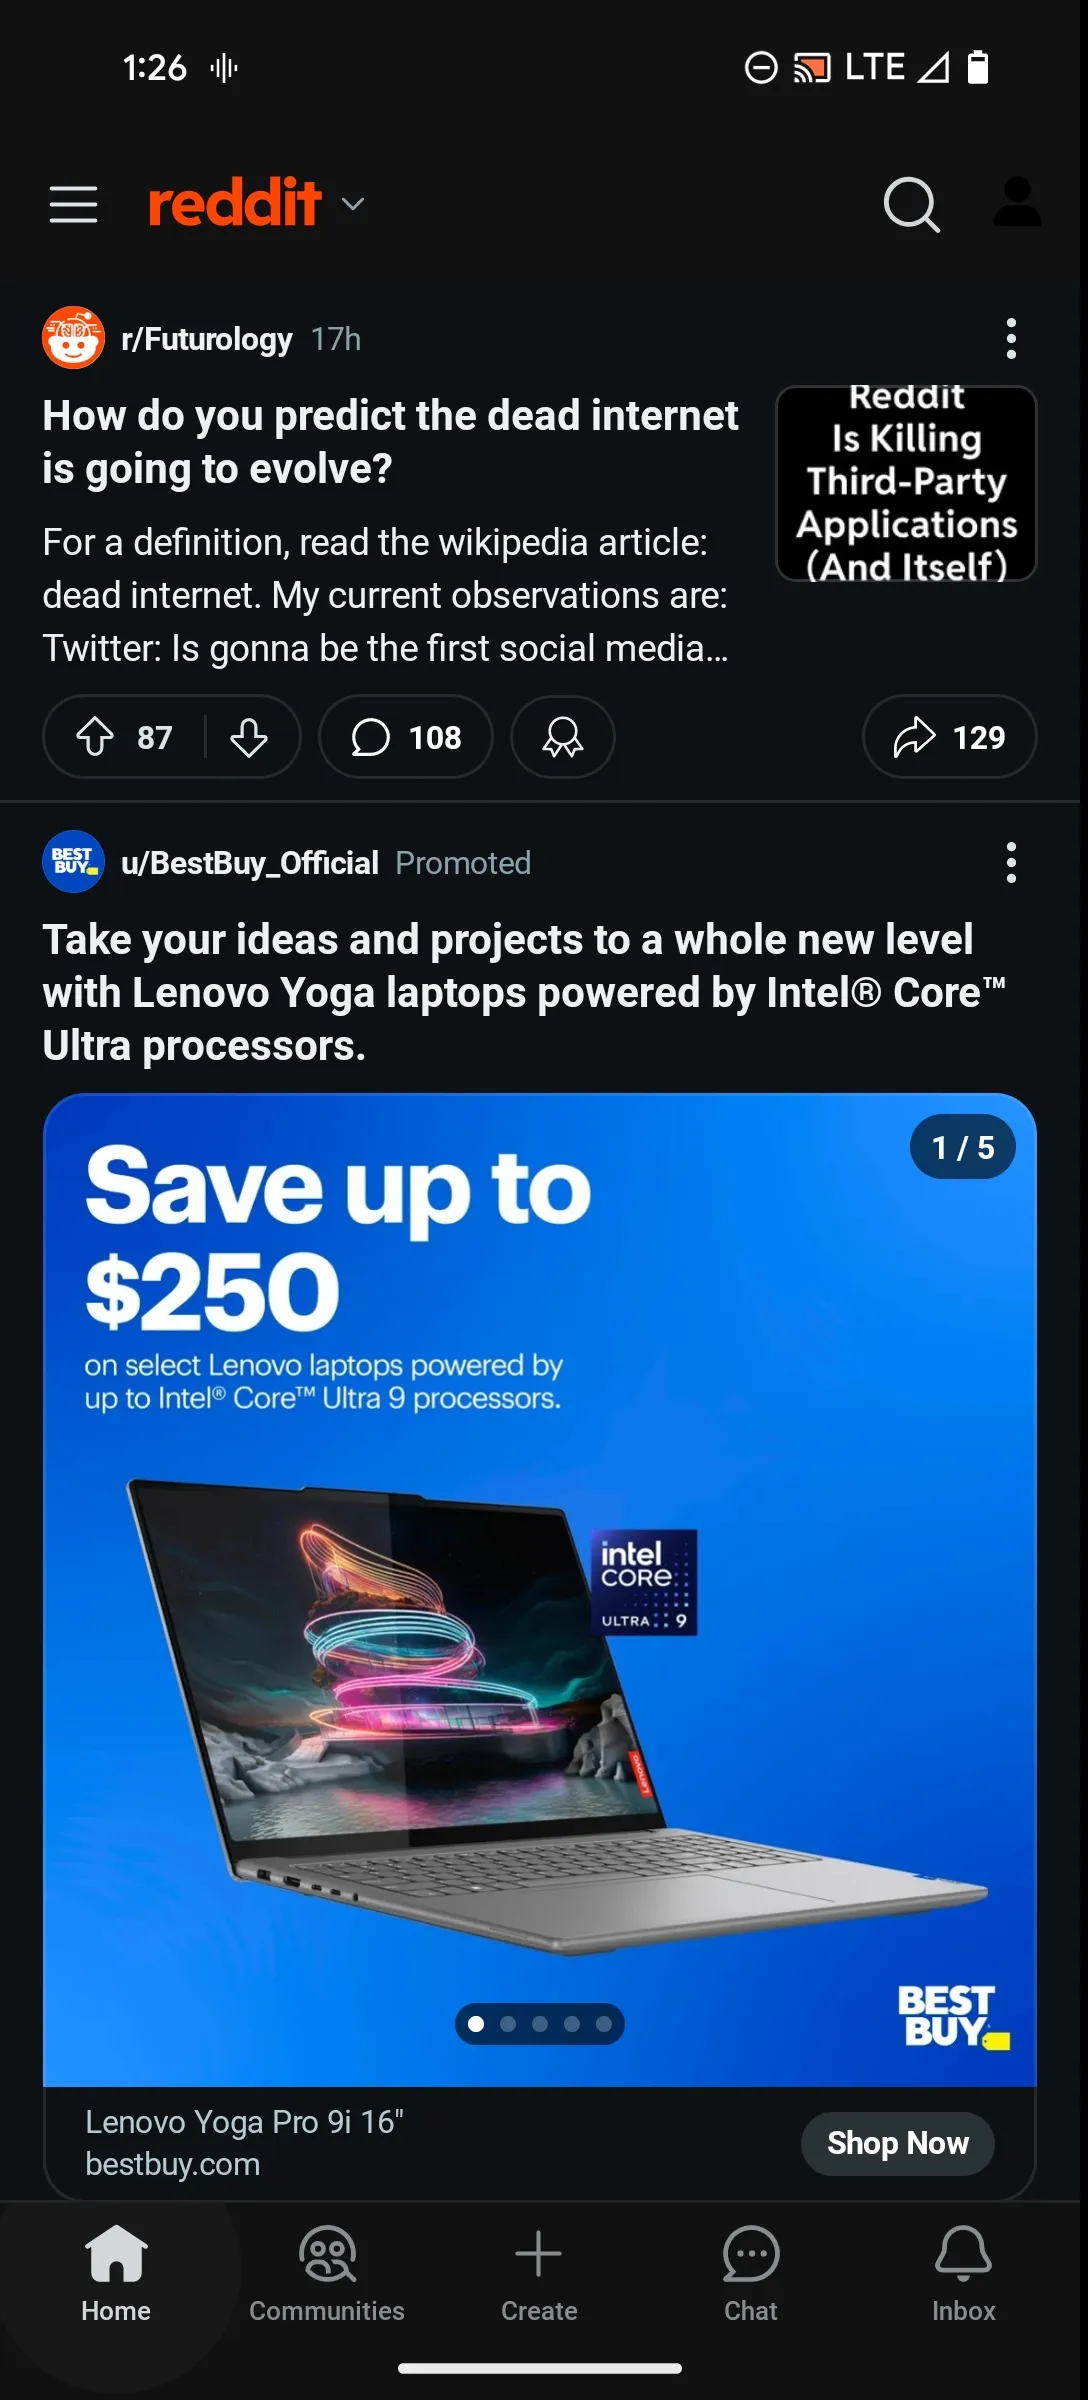 1:26
LTE
reddit
r/Futurology 17h
How do you predict the dead internet
is going to evolve?
For a definition, read the wikipedia article:
dead internet. My current observations are:
Twitter: Is gonna be the first social media…
Reddit
Is Killing
Third-Party
Applications
(And Itself)
87
108
129
BEST
BUY
u/BestBuy_Official Promoted
Take your ideas and projects to a whole new level
with Lenovo Yoga laptops powered by Intel® Core™
Ultra processors.
1 / 5
Save up to
$250
on select Lenovo laptops powered by
up to Intel® Core™ Ultra 9 processors.
intel
CORE
ULTRA 9
Lenovo
BEST
BUY
Lenovo Yoga Pro 9i 16"
bestbuy.com
Shop Now
Home
Communities
Create
Chat
Inbox